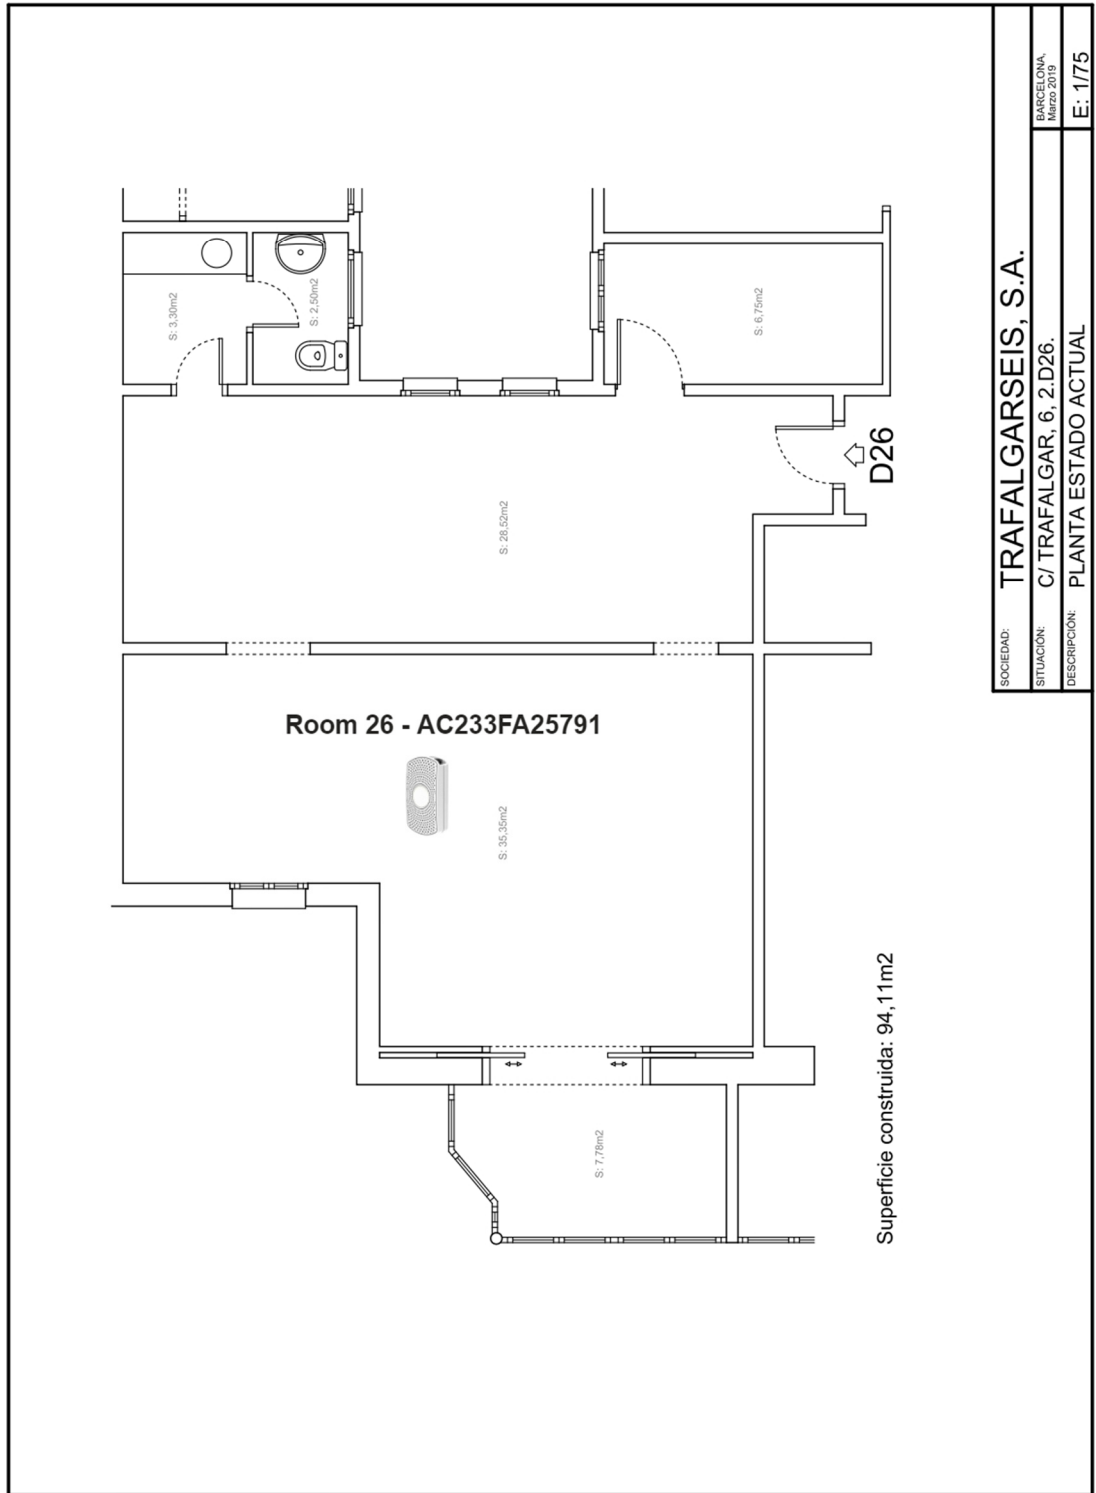 S: 3,30m2
S: 2,50m2
S: 6,75m2
D26
S: 28,52m2
Room 26 - AC233FA25791
S: 35,35m2
S: 7,78m2
Superficie construida: 94,11m2
SOCIEDAD: TRAFALGARSEIS, S.A.
SITUACIÓN: C/ TRAFALGAR, 6, 2.D26.
BARCELONA,
Marzo 2019
DESCRIPCIÓN: PLANTA ESTADO ACTUAL
E: 1/75